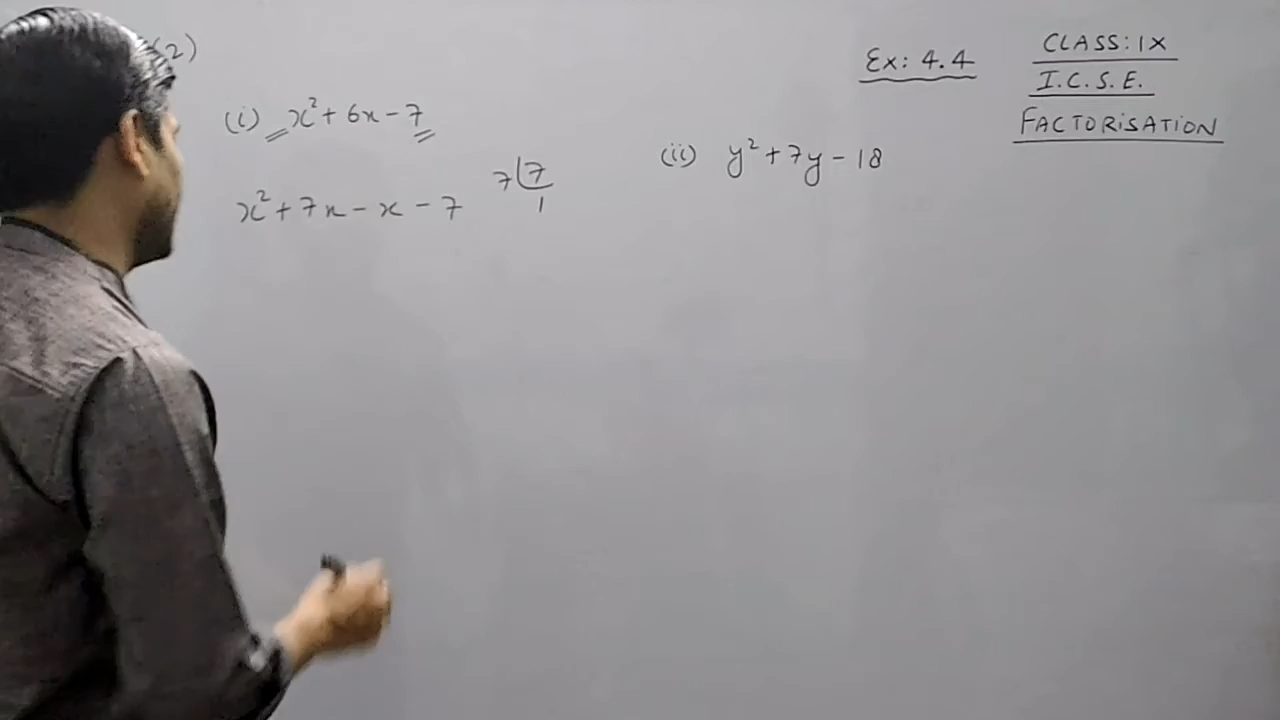 (2)
Ex: 4.4
CLASS: IX
I.C.S.E.
FACTORISATION
(i) x² + 6x - 7
x² + 7x - x - 7
7 7
1
(ii) y² + 7y - 18